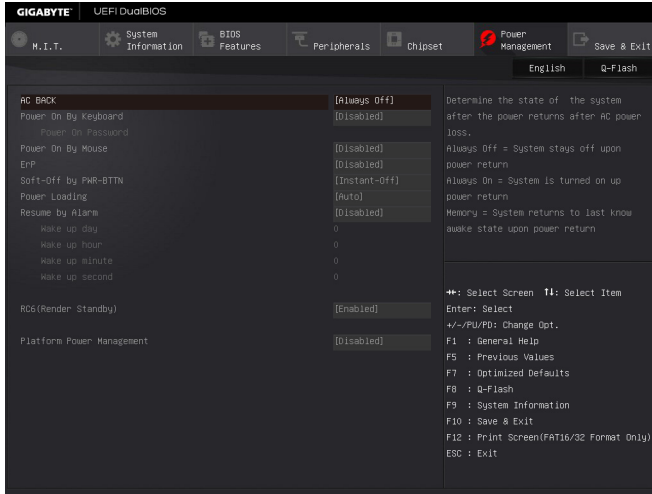 GIGABYTE™ UEFI DualBIOS
M.I.T.
System Information
BIOS Features
Peripherals
Chipset
Power Management
Save & Exit
English Q-Flash
AC BACK [Always Off]
Power On By Keyboard [Disabled]
Power On Password
Power On By Mouse [Disabled]
ErP [Disabled]
Soft-Off by PWR-BTTN [Instant-Off]
Power Loading [Auto]
Resume by Alarm [Disabled]
Wake up day 0
Wake up hour 0
Wake up minute 0
Wake up second 0
RC6(Render Standby) [Enabled]
Platform Power Management [Disabled]
Determine the state of the system
after the power returns after AC power
loss.
Always Off = System stays off upon
power return
Always On = System is turned on up
power return
Memory = System returns to last know
awake state upon power return
→←: Select Screen ↑↓: Select Item
Enter: Select
+/-/PU/PD: Change Opt.
F1 : General Help
F5 : Previous Values
F7 : Optimized Defaults
F8 : Q-Flash
F9 : System Information
F10 : Save & Exit
F12 : Print Screen(FAT16/32 Format Only)
ESC : Exit